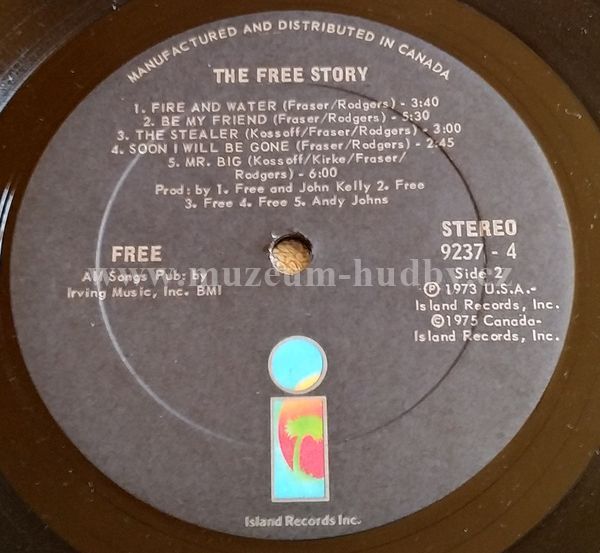 MANUFACTURED AND DISTRIBUTED IN CANADA
THE FREE STORY
1. FIRE AND WATER (Fraser/Rodgers) - 3:40
2. BE MY FRIEND (Fraser/Rodgers) - 5:30
3. THE STEALER (Kossoff/Fraser/Rodgers) - 3:00
4. SOON I WILL BE GONE (Fraser/Rodgers) - 2:45
5. MR. BIG (Kossoff/Kirke/Fraser/
Rodgers) - 6:00
Prod: by 1. Free and John Kelly 2. Free
3. Free 4. Free 5. Andy Johns
FREE
All Songs Pub: by
Irving Music, Inc. BMI
STEREO
9237 - 4
Side 2
Ⓟ 1973 U.S.A.-
Island Records, Inc.
©1975 Canada-
Island Records, Inc.
www.muzeum-hudby.cz
Island Records Inc.